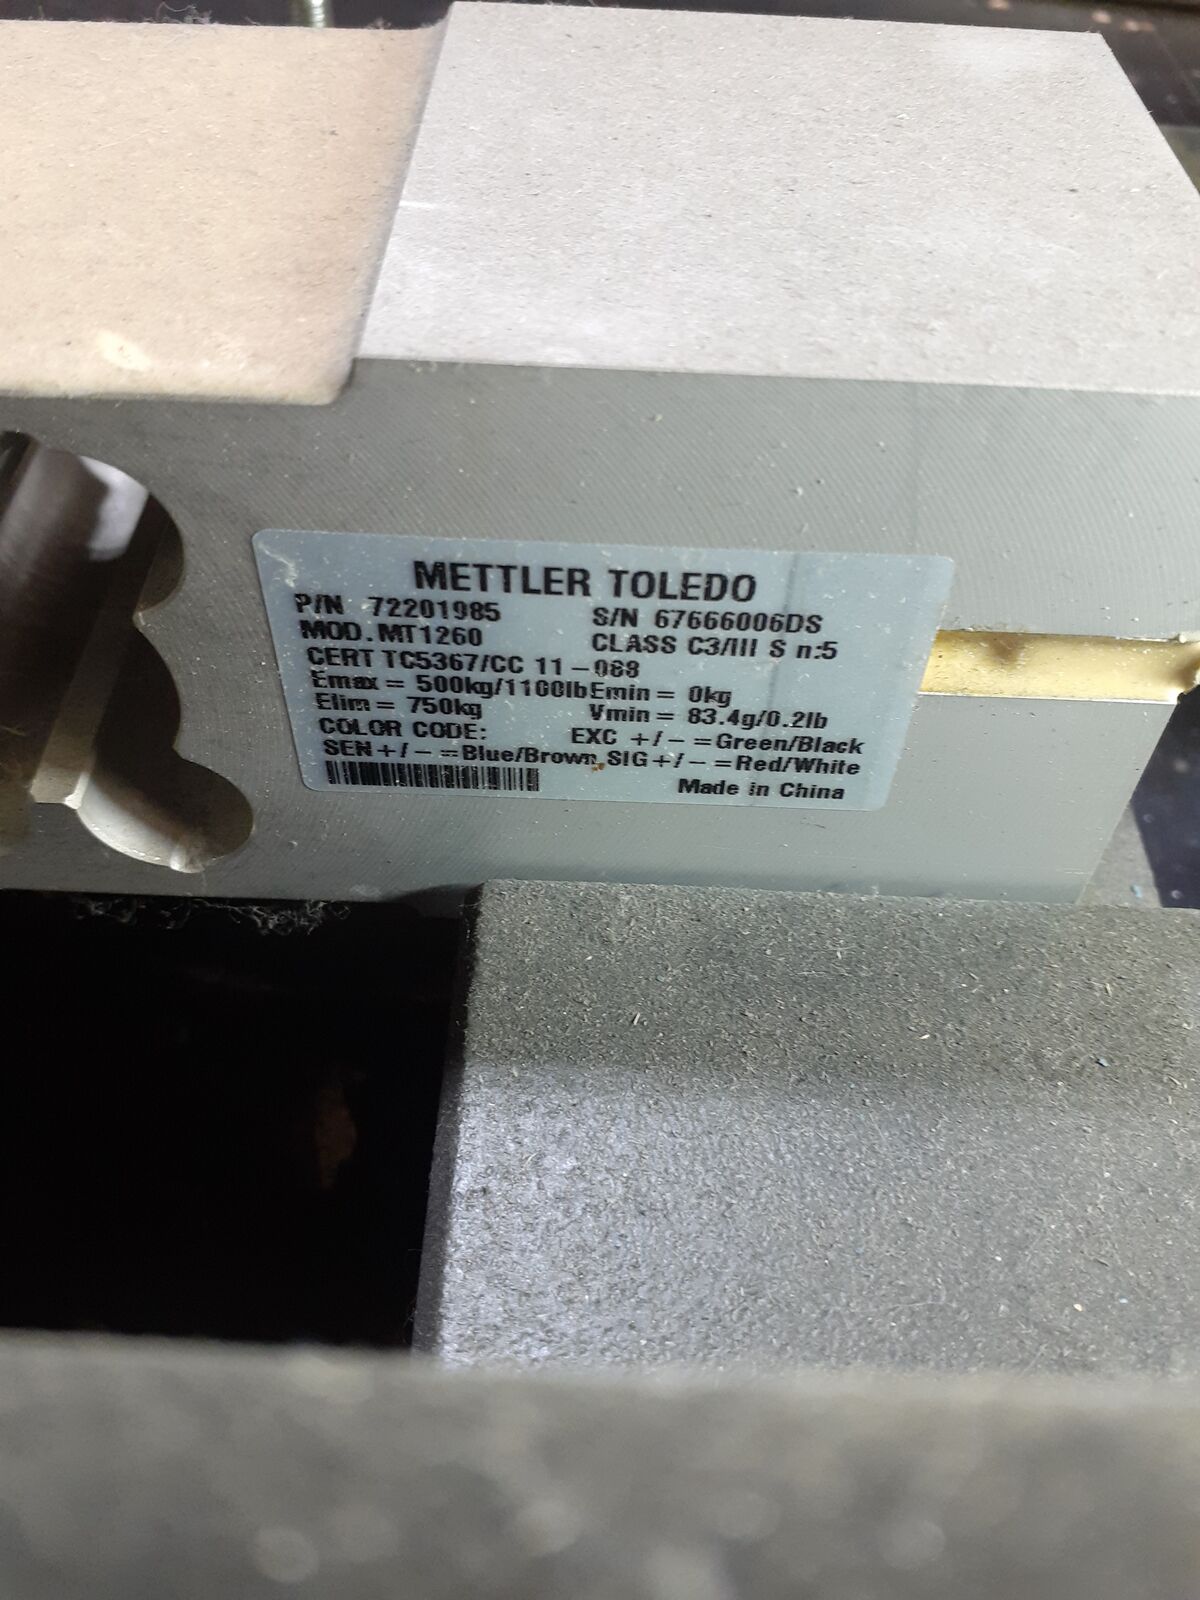 METTLER TOLEDO
P/N 72201985 S/N 67666006DS
MOD. MT1260 CLASS C3/III S n:5
CERT TC5367/CC 11-068
Emax = 500kg/1100lb Emin = 0kg
Elim = 750kg Vmin = 83.4g/0.2lb
COLOR CODE: EXC +/- =Green/Black
SEN+/- =Blue/Brown, SIG+/- =Red/White
Made in China